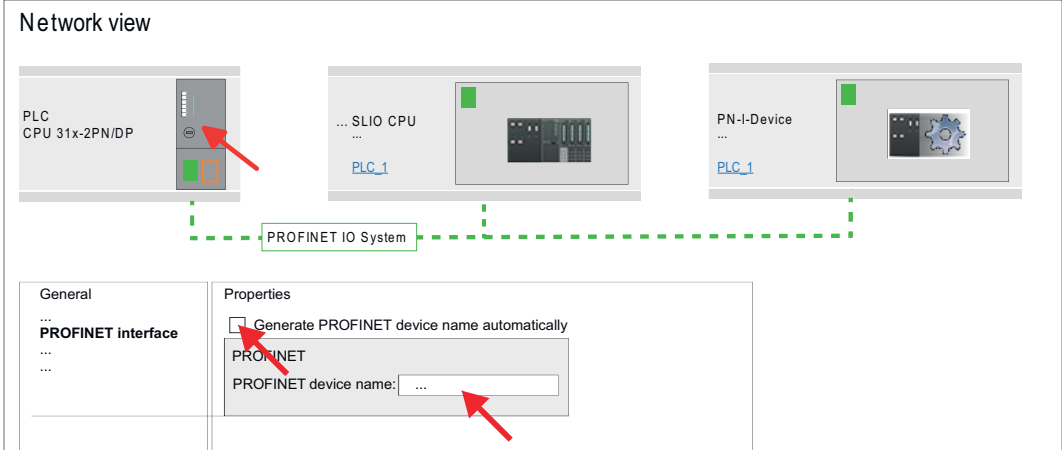 Network view
PLC
CPU 31x-2PN/DP
... SLIO CPU
...
PLC_1
PN-I-Device
...
PLC_1
PROFINET IO System
General
...
PROFINET interface
...
...
Properties
Generate PROFINET device name automatically
PROFINET
PROFINET device name:
...